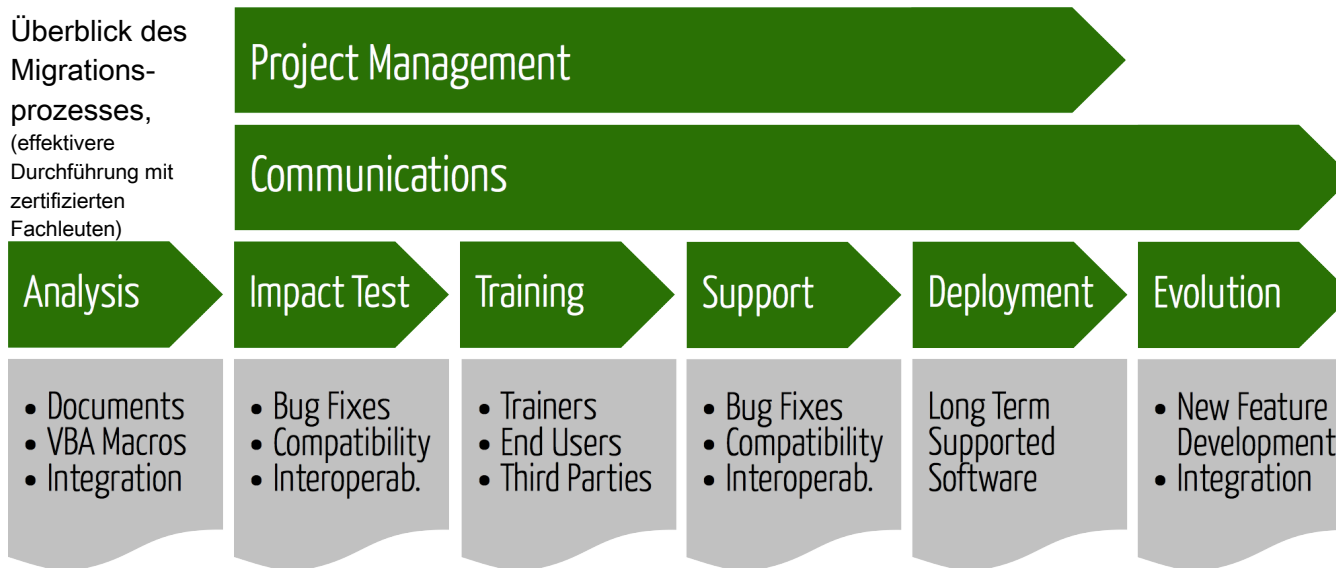 Überblick des
Migrations-
prozesses,
(effektivere
Durchführung mit
zertifizierten
Fachleuten)
Project Management
Communications
Analysis
Impact Test
Training
Support
Deployment
Evolution
• Documents
• VBA Macros
• Integration
• Bug Fixes
• Compatibility
• Interoperab.
• Trainers
• End Users
• Third Parties
• Bug Fixes
• Compatibility
• Interoperab.
Long Term
Supported
Software
• New Feature
Development
• Integration